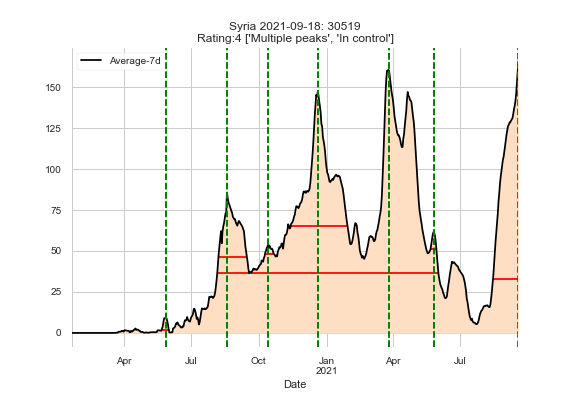 Syria 2021-09-18: 30519
Rating:4 ['Multiple peaks', 'In control']
Average-7d
150
125
100
75
50
25
0
Apr Jul Oct Jan Apr Jul
2021
Date